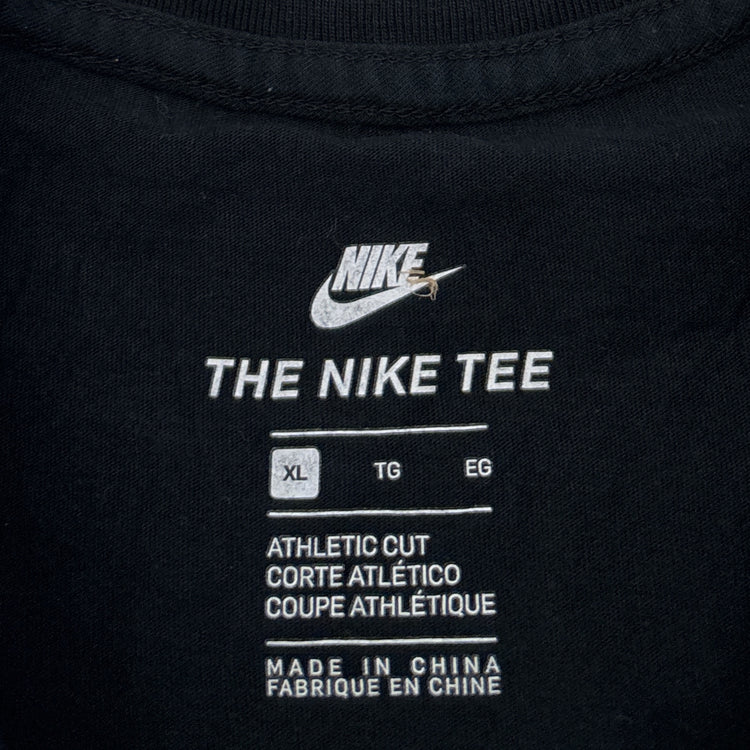 NIKE
THE NIKE TEE
XL TG EG
ATHLETIC CUT
CORTE ATLÉTICO
COUPE ATHLÉTIQUE
MADE IN CHINA
FABRIQUE EN CHINE